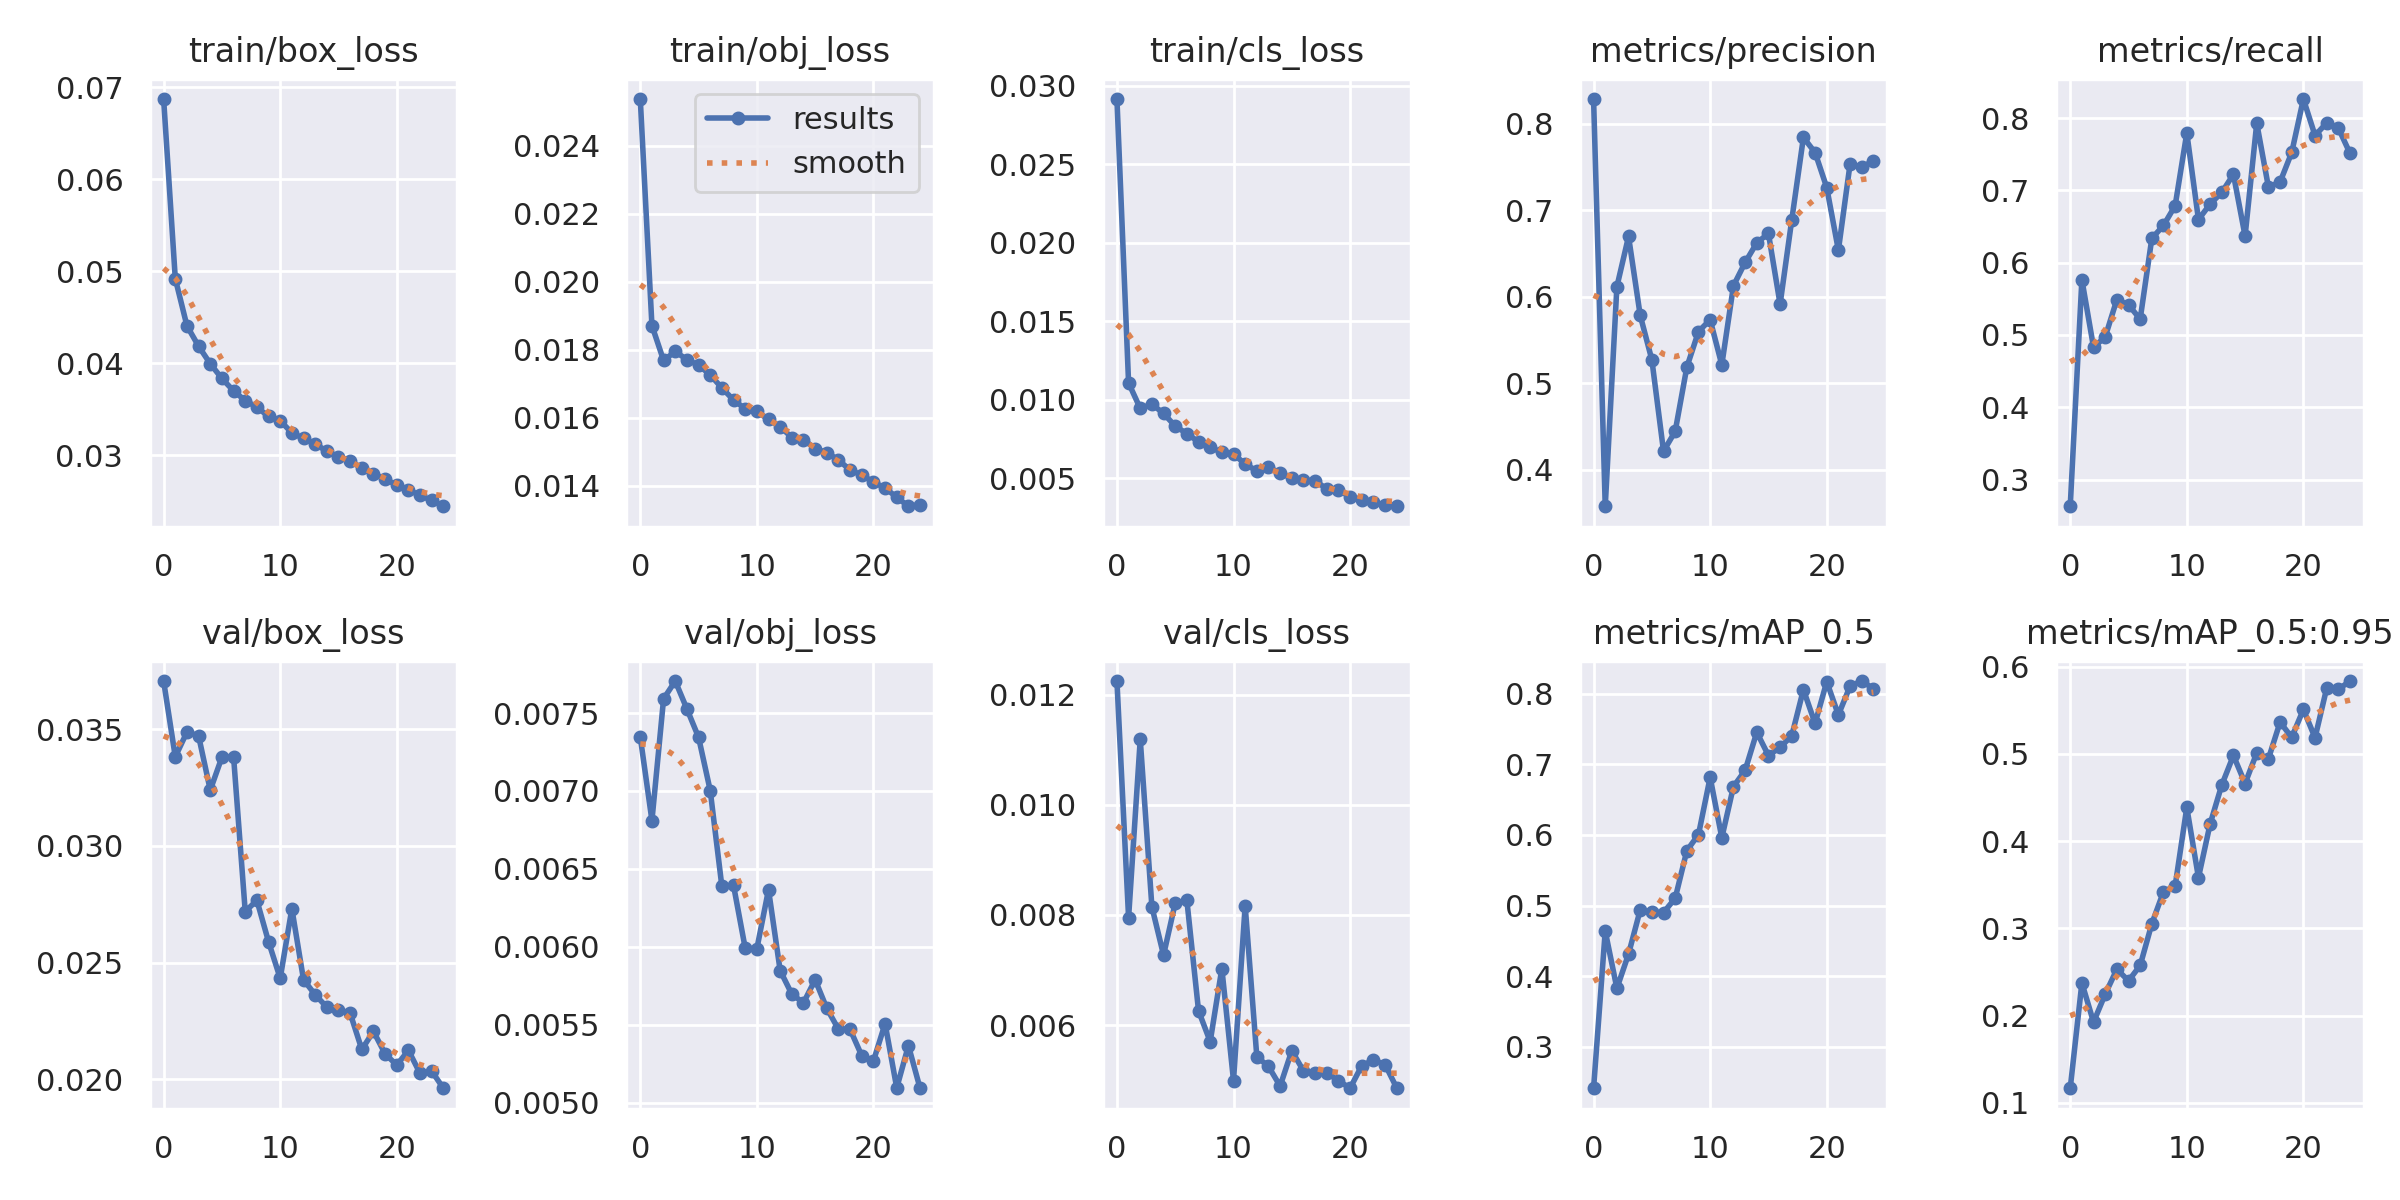 train/box_loss
train/obj_loss
train/cls_loss
metrics/precision
metrics/recall
0.07
0.06
0.05
0.04
0.03
0 10 20
0.024
0.022
0.020
0.018
0.016
0.014
results
smooth
0 10 20
0.030
0.025
0.020
0.015
0.010
0.005
0 10 20
0.8
0.7
0.6
0.5
0.4
0 10 20
0.8
0.7
0.6
0.5
0.4
0.3
0 10 20
val/box_loss
val/obj_loss
val/cls_loss
metrics/mAP_0.5
metrics/mAP_0.5:0.95
0.035
0.030
0.025
0.020
0 10 20
0.0075
0.0070
0.0065
0.0060
0.0055
0.0050
0 10 20
0.012
0.010
0.008
0.006
0 10 20
0.8
0.7
0.6
0.5
0.4
0.3
0 10 20
0.6
0.5
0.4
0.3
0.2
0.1
0 10 20